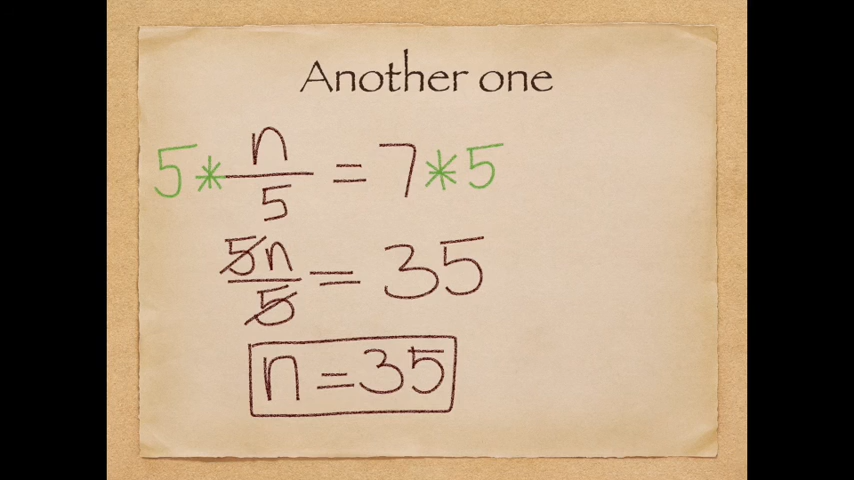 Another one
5*n/5 = 7*5
5n/5 = 35
n = 35